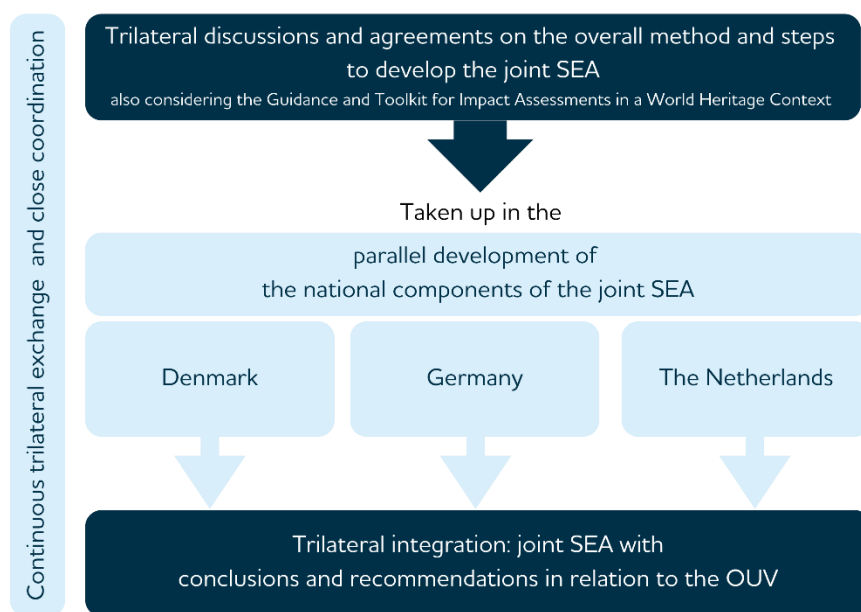 Continuous trilateral exchange and close coordination
Trilateral discussions and agreements on the overall method and steps
to develop the joint SEA
also considering the Guidance and Toolkit for Impact Assessments in a World Heritage Context
Taken up in the
parallel development of
the national components of the joint SEA
Denmark
Germany
The Netherlands
Trilateral integration: joint SEA with
conclusions and recommendations in relation to the OUV